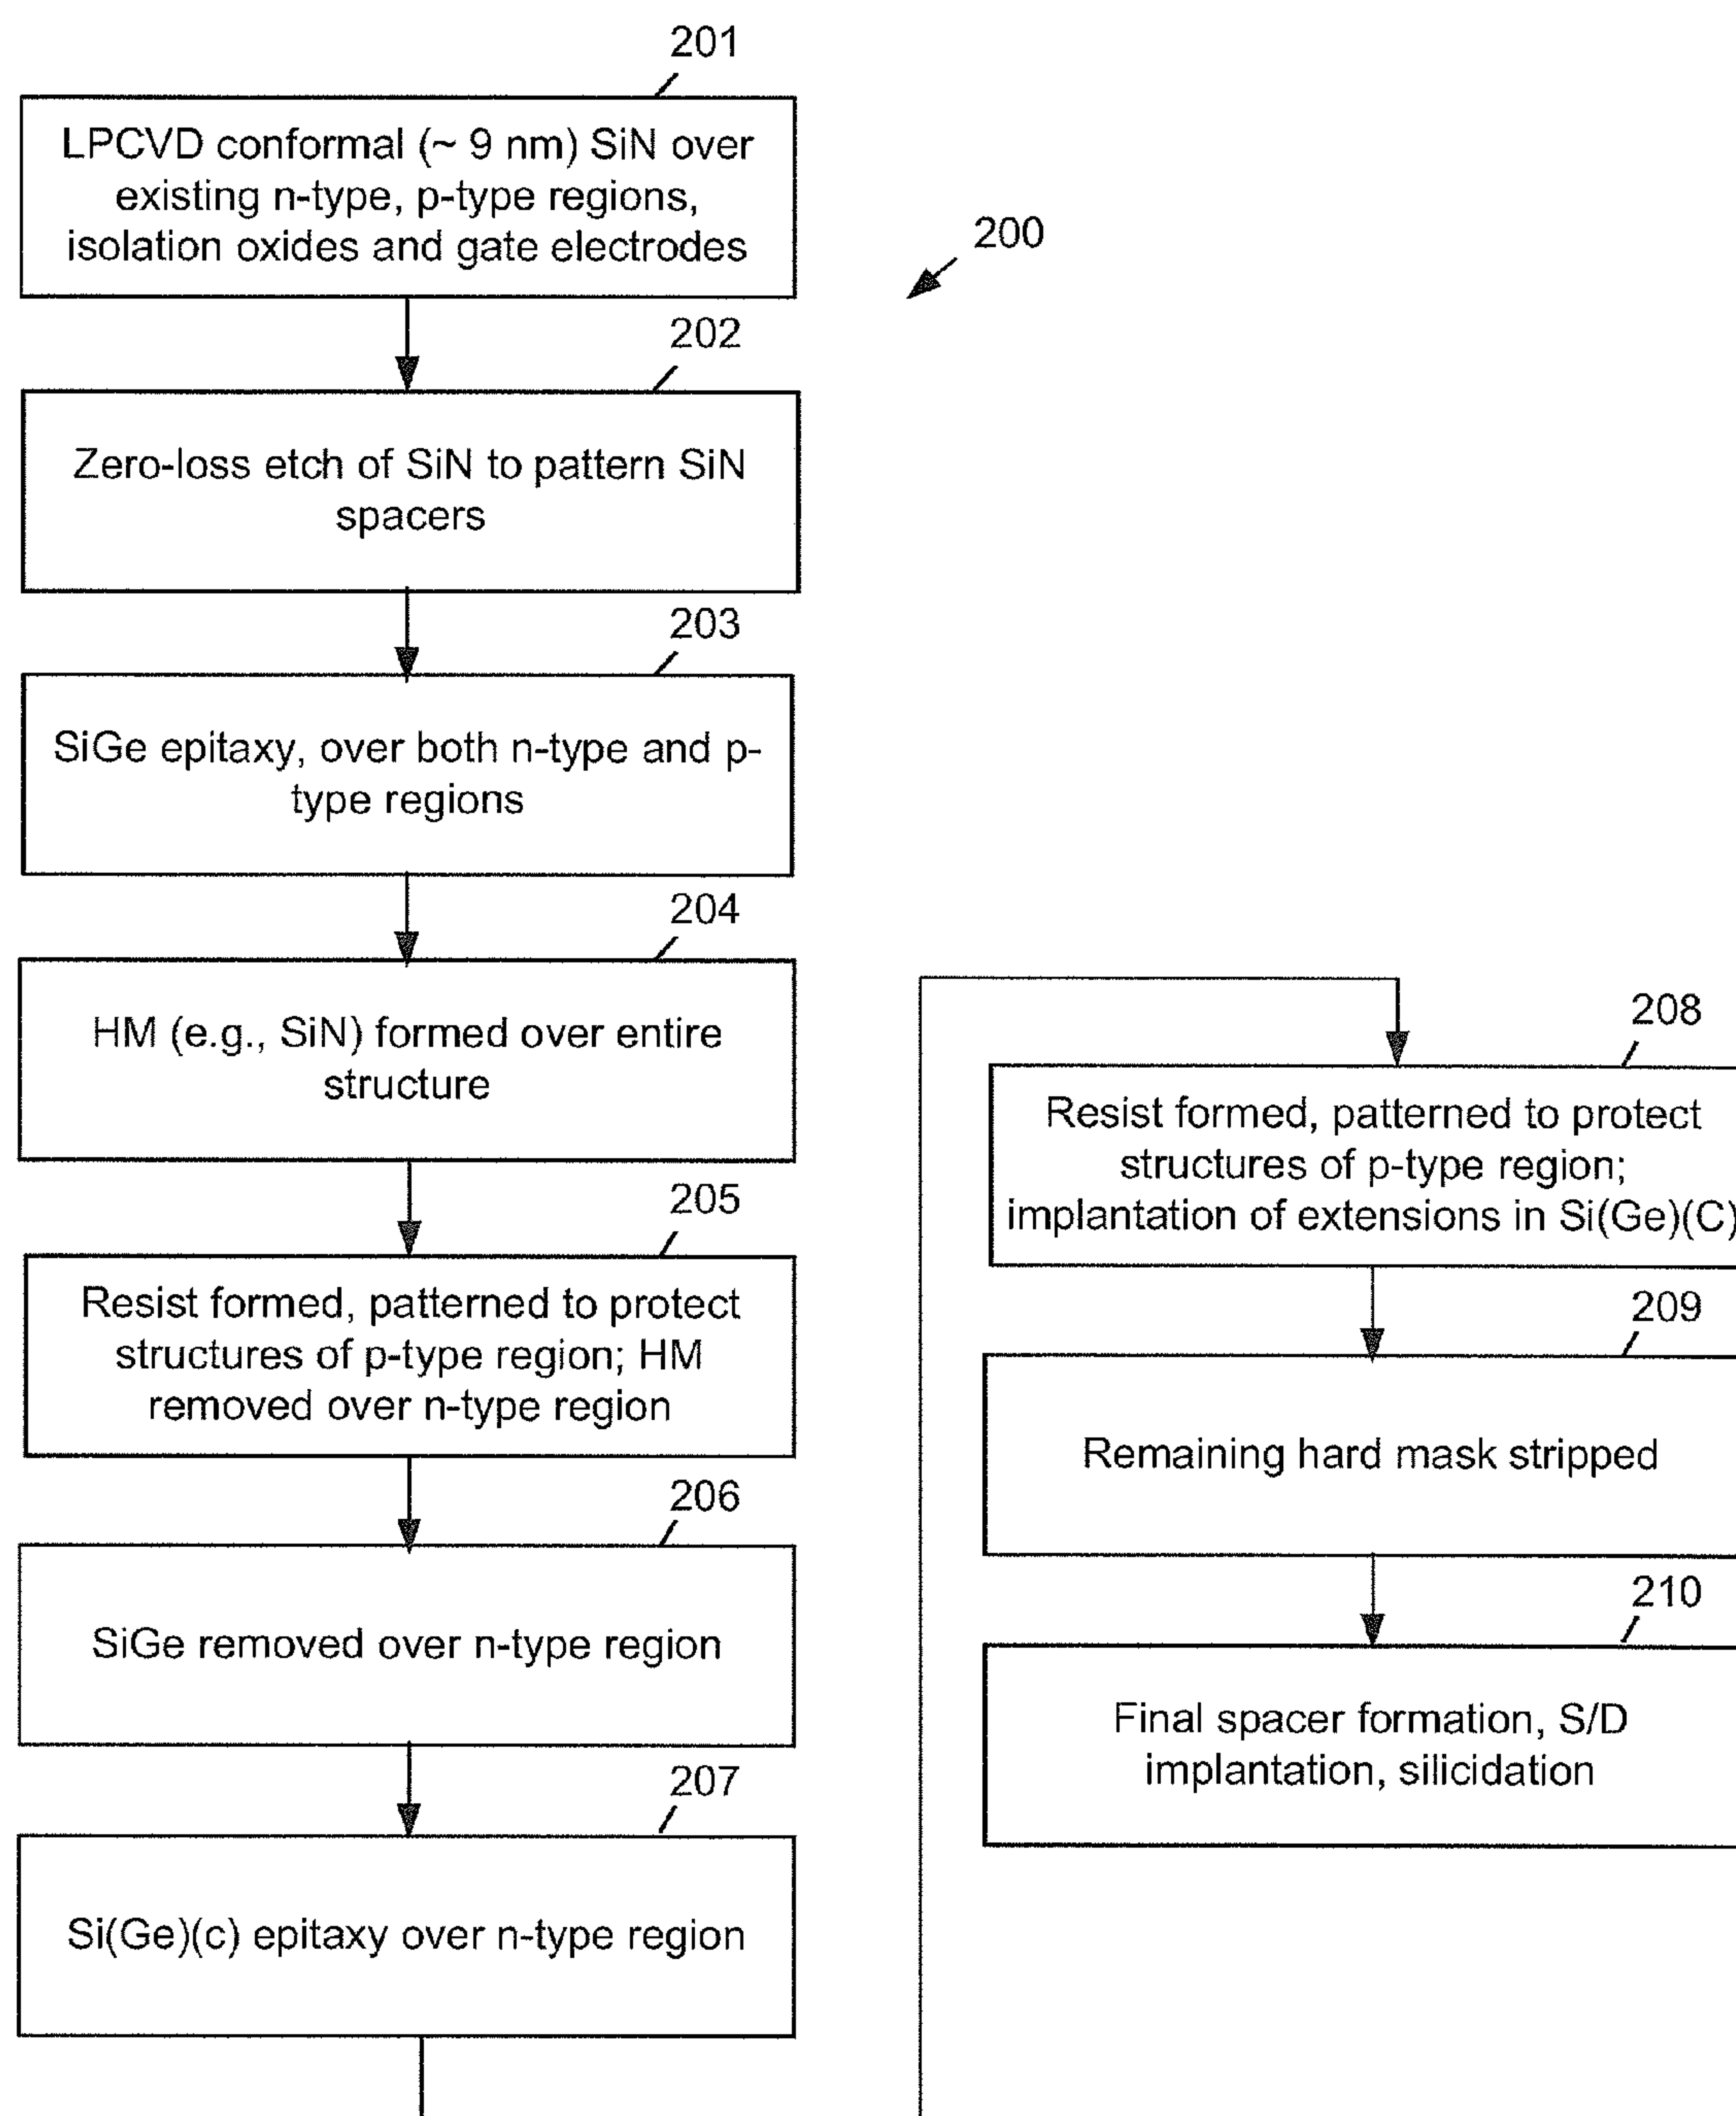 201
LPCVD conformal (~ 9 nm) SiN over
existing n-type, p-type regions,
isolation oxides and gate electrodes
200
202
Zero-loss etch of SiN to pattern SiN
spacers
203
SiGe epitaxy, over both n-type and p-
type regions
204
HM (e.g., SiN) formed over entire
structure
205
Resist formed, patterned to protect
structures of p-type region; HM
removed over n-type region
206
SiGe removed over n-type region
207
Si(Ge)(c) epitaxy over n-type region
208
Resist formed, patterned to protect
structures of p-type region;
implantation of extensions in Si(Ge)(C)
209
Remaining hard mask stripped
210
Final spacer formation, S/D
implantation, silicidation